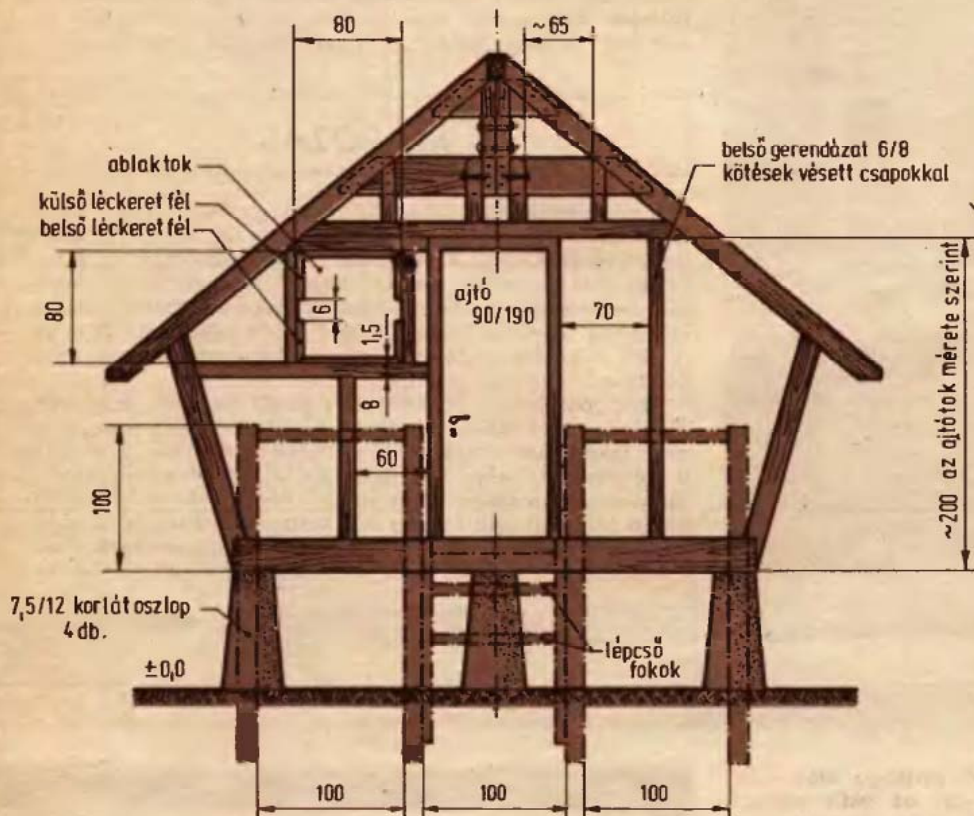 80
~65
ablak tok
külső léckeret fél
belső léckeret fél
belső gerendázat 6/8
kötések vésett csapokkal
80
6
1,5
ajtó
90/190
70
8
60
100
~200 az ajtótok mérete szerint
7,5/12 korlát oszlop
4 db.
±0,0
lépcső
fokok
100
100
100